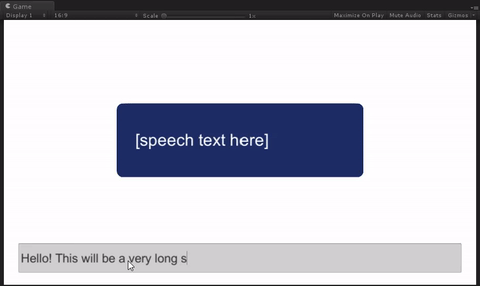 Game
Display 1 16:9 Scale 1x Maximize On Play Mute Audio Stats Gizmos
[speech text here]
Hello! This will be a very long s